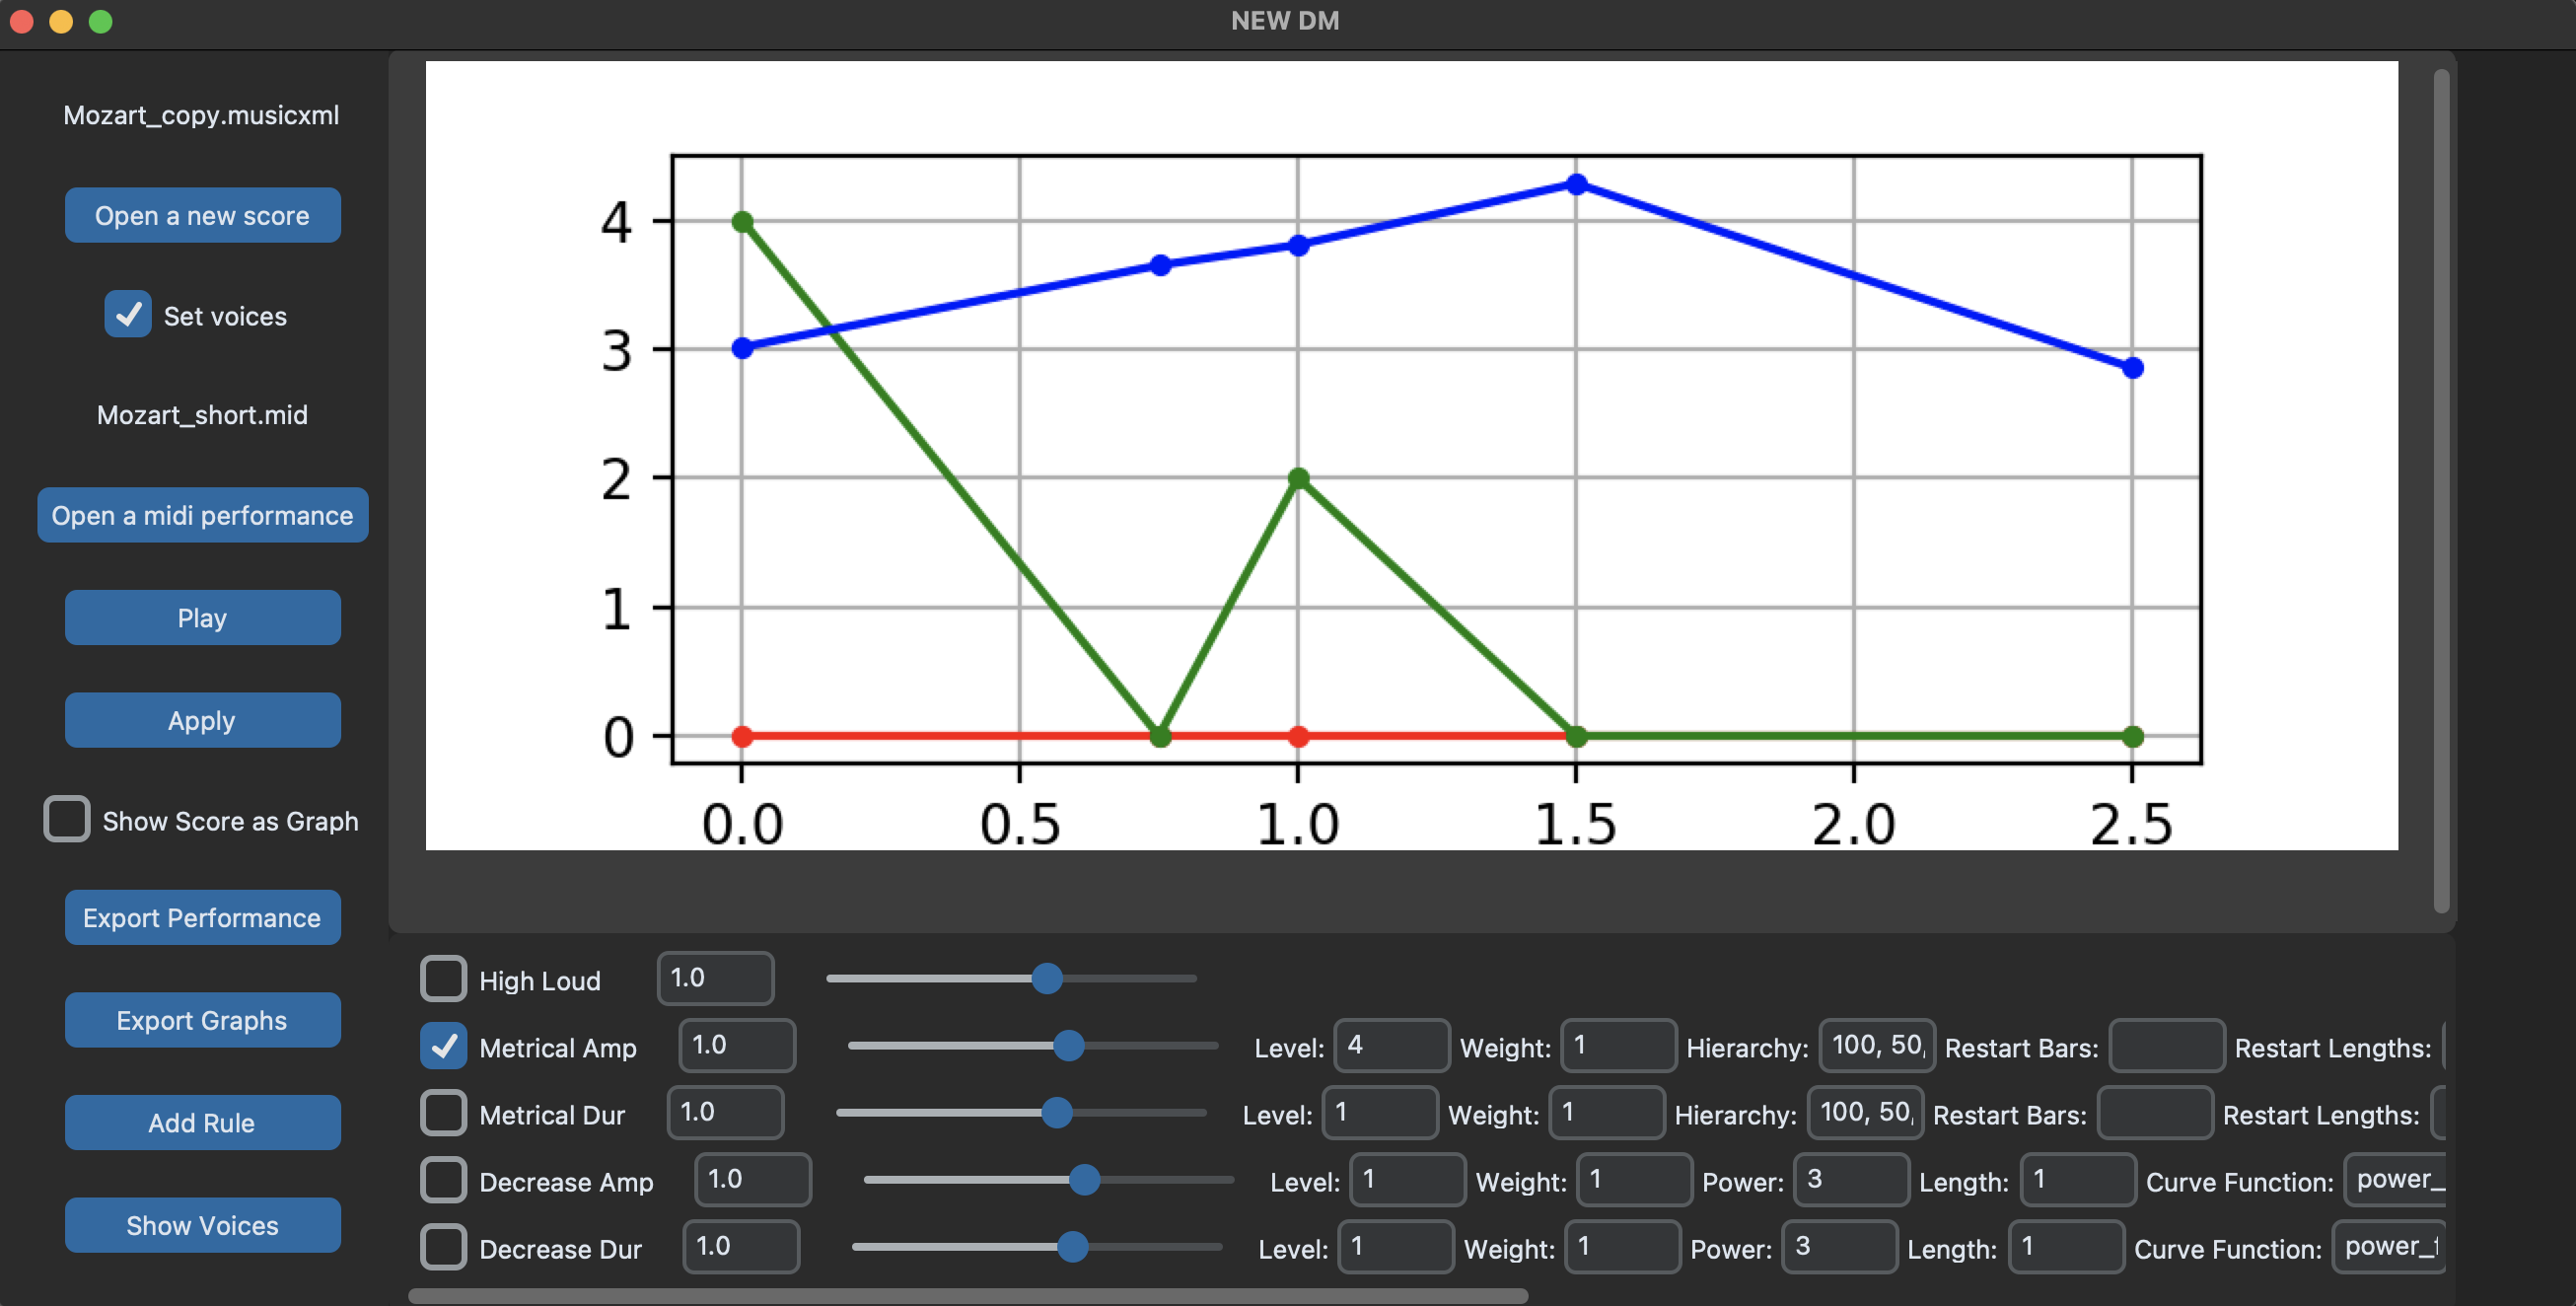 NEW DM
Mozart_copy.musicxml
Open a new score
Set voices
Mozart_short.mid
Open a midi performance
Play
Apply
Show Score as Graph
Export Performance
Export Graphs
Add Rule
Show Voices
4
3
2
1
0
0.0 0.5 1.0 1.5 2.0 2.5
High Loud 1.0
Metrical Amp 1.0 Level: 4 Weight: 1 Hierarchy: 100, 50, Restart Bars: Restart Lengths:
Metrical Dur 1.0 Level: 1 Weight: 1 Hierarchy: 100, 50, Restart Bars: Restart Lengths:
Decrease Amp 1.0 Level: 1 Weight: 1 Power: 3 Length: 1 Curve Function: power_
Decrease Dur 1.0 Level: 1 Weight: 1 Power: 3 Length: 1 Curve Function: power_